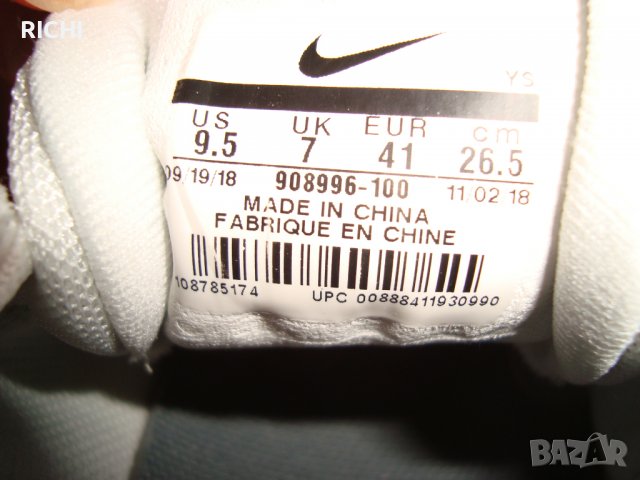 RICHI
YS
US UK EUR cm
9.5 7 41 26.5
09/19/18 908996-100 11/02 18
MADE IN CHINA
FABRIQUE EN CHINE
108785174 UPC 00888411930990
BAZAR